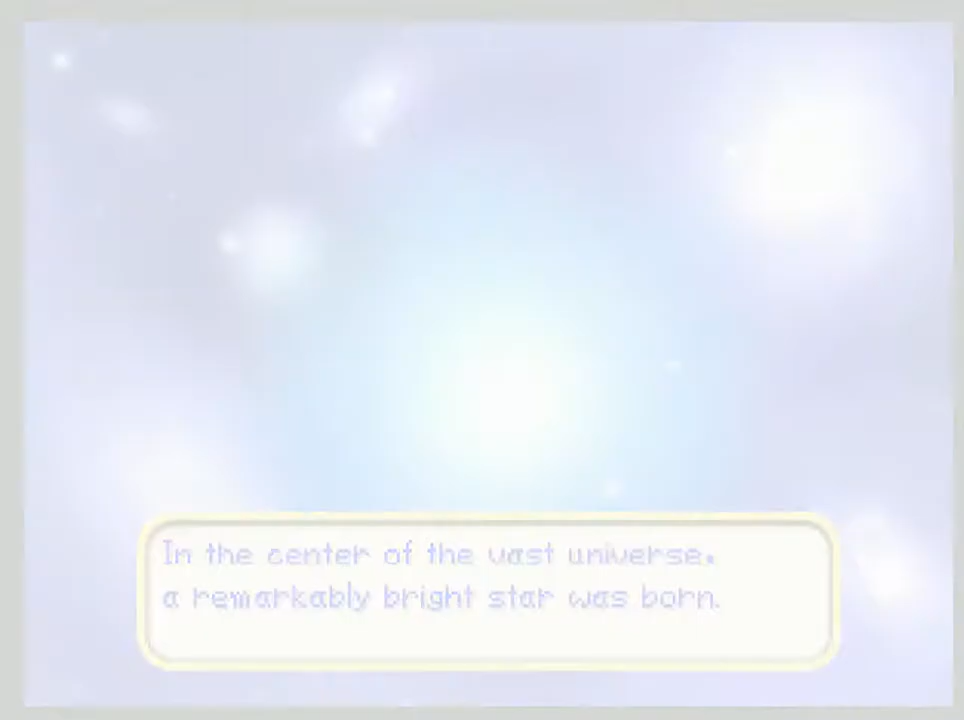 In the center of the vast universe.
a remarkably bright star was born.